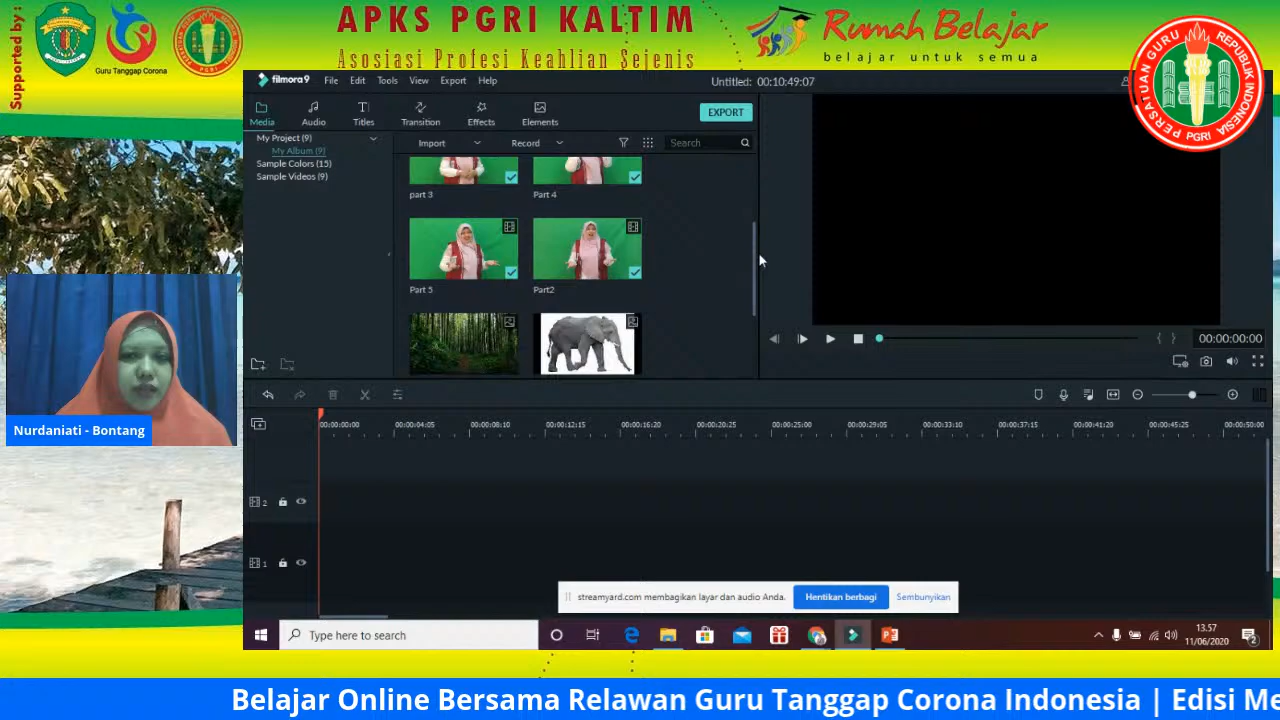 Supported by :
Guru Tanggap Corona
APKS PGRI KALTIM
Asosiasi Profesi Keahlian Sejenis
Rumah Belajar
belajar untuk semua
PERSATUAN GURU REPUBLIK INDONESIA
PGRI
filmora9 File Edit Tools View Export Help
Untitled: 00:10:49:07
Media Audio Titles Transition Effects Elements
EXPORT
My Project (9)
My Album (9)
Sample Colors (15)
Sample Videos (9)
Import Record Search
part 3 Part 4
Part 5 Part2
00:00:00:00
00:00:00:00 00:00:04:05 00:00:08:10 00:00:12:15 00:00:16:20 00:00:20:25 00:00:25:00 00:00:29:05 00:00:33:10 00:00:37:15 00:00:41:20 00:00:45:25 00:00:50:00
2
1
Nurdaniati - Bontang
streamyard.com membagikan layar dan audio Anda. Hentikan berbagi Sembunyikan
Type here to search
13.57
11/06/2020
2
Belajar Online Bersama Relawan Guru Tanggap Corona Indonesia | Edisi Me